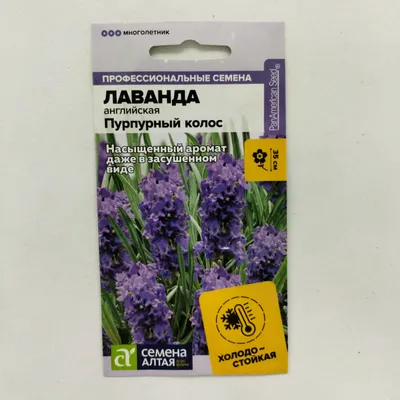 многолетник
ПРОФЕССИОНАЛЬНЫЕ СЕМЕНА
ЛАВАНДА
английская
Пурпурный колос
Насыщенный аромат
даже в засушенном
виде
PanAmerican Seed
35 см
ХОЛОДО~
СТОЙКАЯ
семена
АЛТАЯ